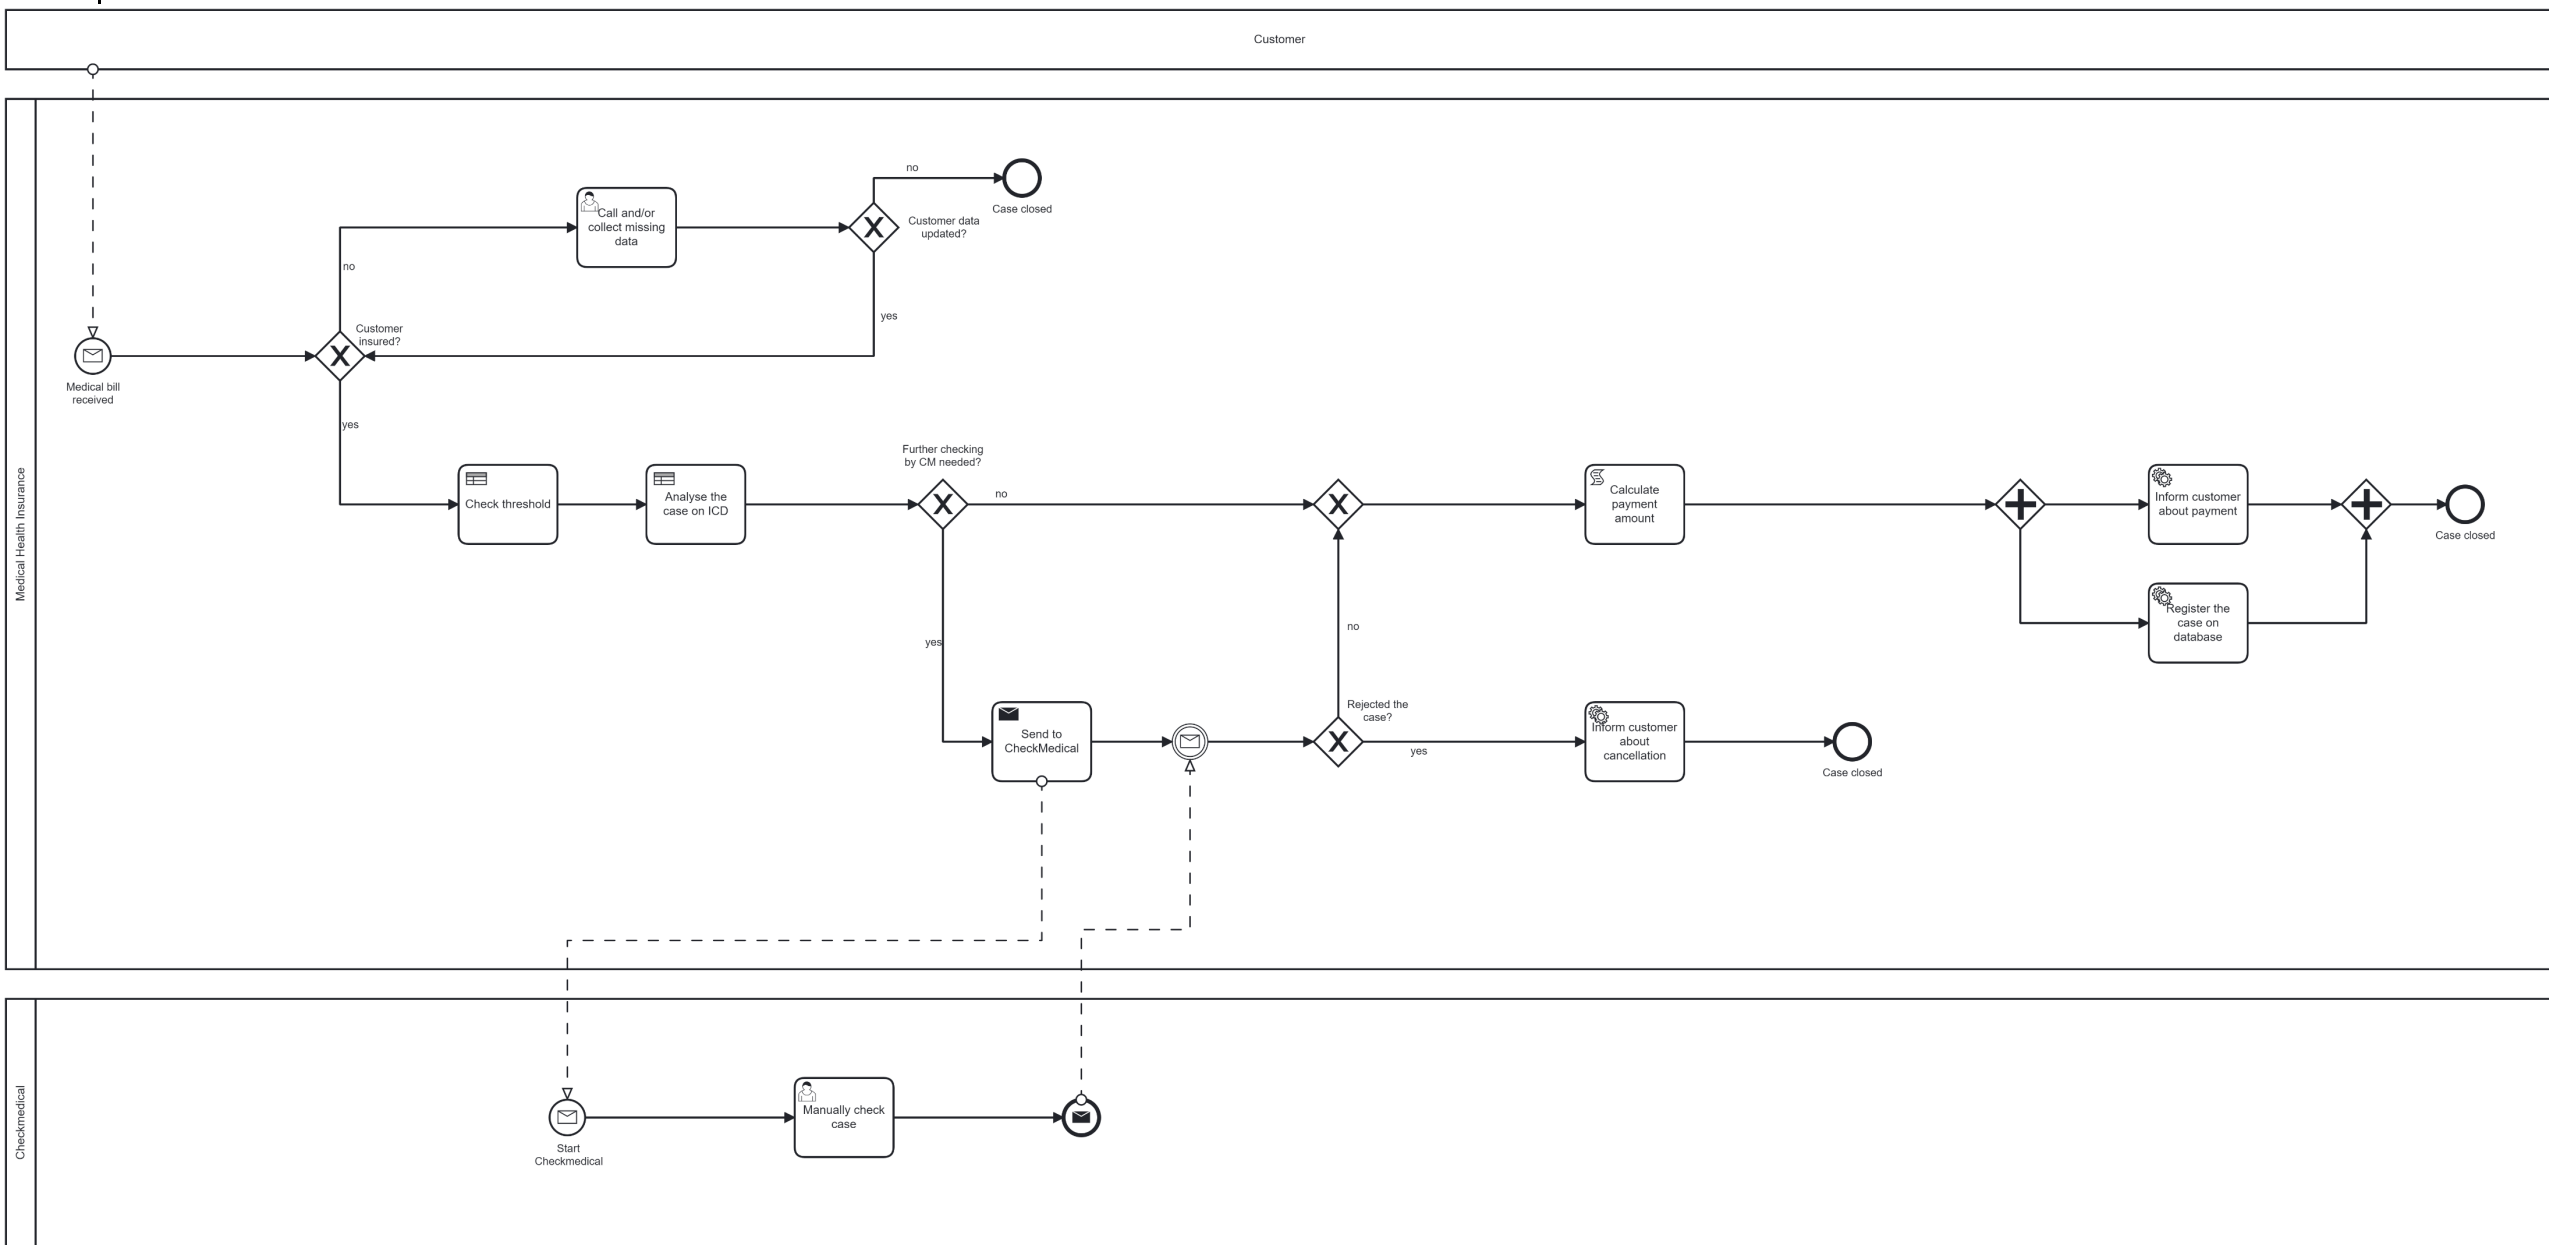 Customer
no
Case closed
Call and/or
collect missing
data
Customer data
updated?
no
yes
Customer
insured?
Medical bill
received
yes
Medical Health Insurance
Further checking
by CM needed?
Check threshold
Analyse the
case on ICD
no
Calculate
payment
amount
Inform customer
about payment
Case closed
Register the
case on
database
yes
no
Rejected the
case?
Send to
CheckMedical
yes
Inform customer
about
cancellation
Case closed
Checkmedical
Manually check
case
Start
Checkmedical